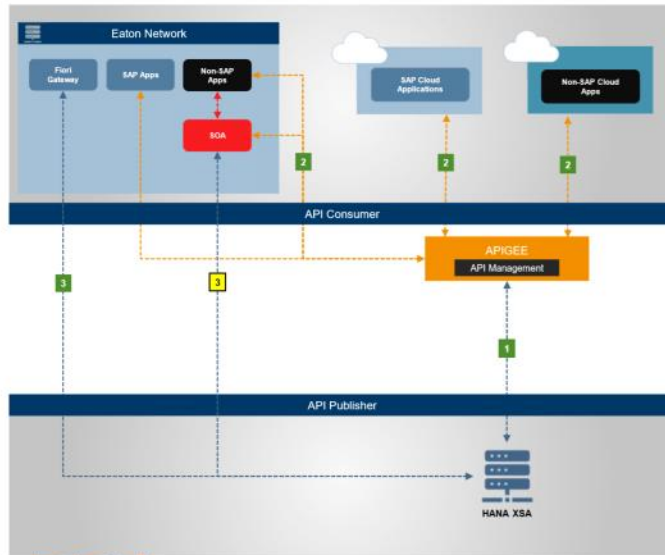 Eaton Network
Fiori
Gateway
SAP Apps
Non-SAP
Apps
SOA
SAP Cloud
Applications
Non-SAP Cloud
Apps
2
2
2
API Consumer
APIGEE
API Management
3
3
1
API Publisher
HANA XSA